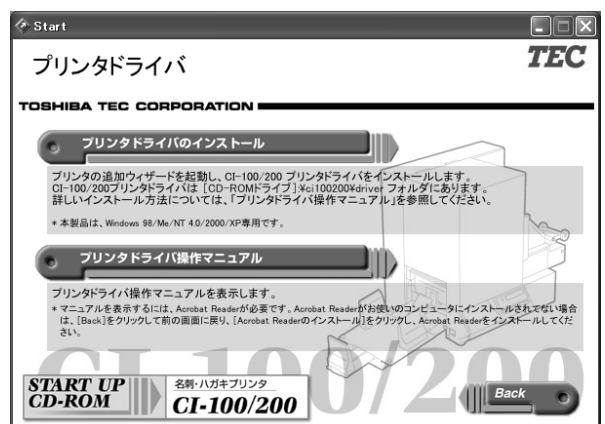 Start
プリンタドライバ
TEC
TOSHIBA TEC CORPORATION
プリンタドライバのインストール
プリンタの追加ウィザードを起動し、CI-100/200 プリンタドライバをインストールします。
CI-100/200プリンタドライバは [CD-ROMドライブ]:¥ci100200¥driver フォルダにあります。
詳しいインストール方法については、「プリンタドライバ操作マニュアル」を参照してください。
* 本製品は、Windows 98/Me/NT 4.0/2000/XP専用です。
プリンタドライバ操作マニュアル
プリンタドライバ操作マニュアルを表示します。
* マニュアルを表示するには、Acrobat Readerが必要です。Acrobat Readerがお使いのコンピュータにインストールされてない場合
は、[Back]をクリックして前の画面に戻り、[Acrobat Readerのインストール]をクリックし、Acrobat Readerをインストールしてくだ
さい。
CI-100/200
START UP
CD-ROM
名刺・ハガキプリンタ
CI-100/200
Back